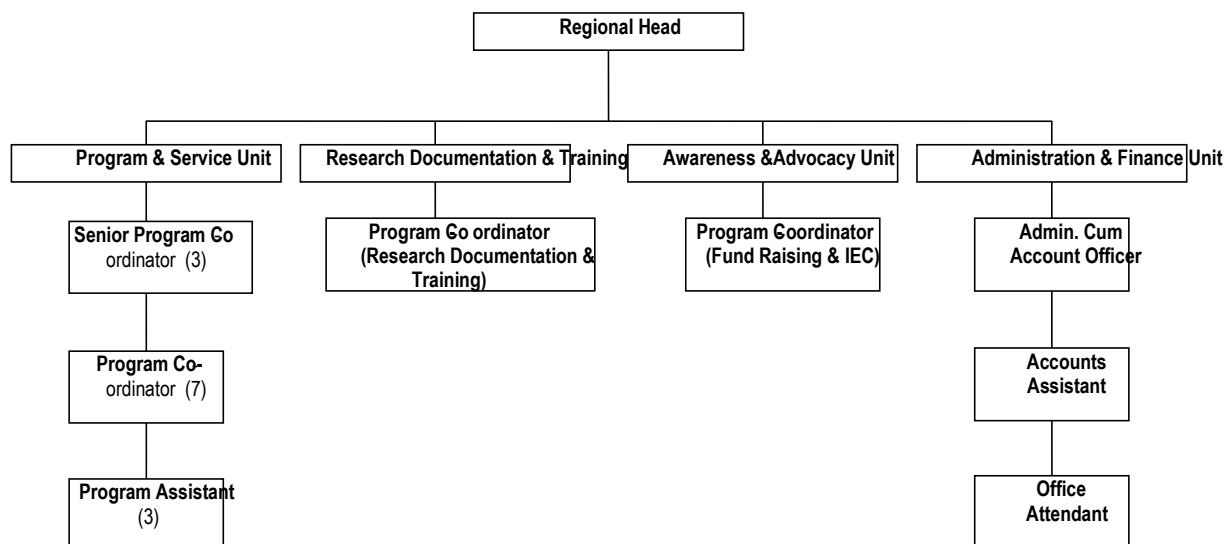 Regional Head
Program & Service Unit
Research Documentation & Training
Awareness &Advocacy Unit
Administration & Finance Unit
Senior Program Co-
ordinator (3)
Program Co-ordinator
(Research Documentation &
Training)
Program Coordinator
(Fund Raising & IEC)
Admin. Cum
Account Officer
Program Co-
ordinator (7)
Accounts
Assistant
Program Assistant
(3)
Office
Attendant